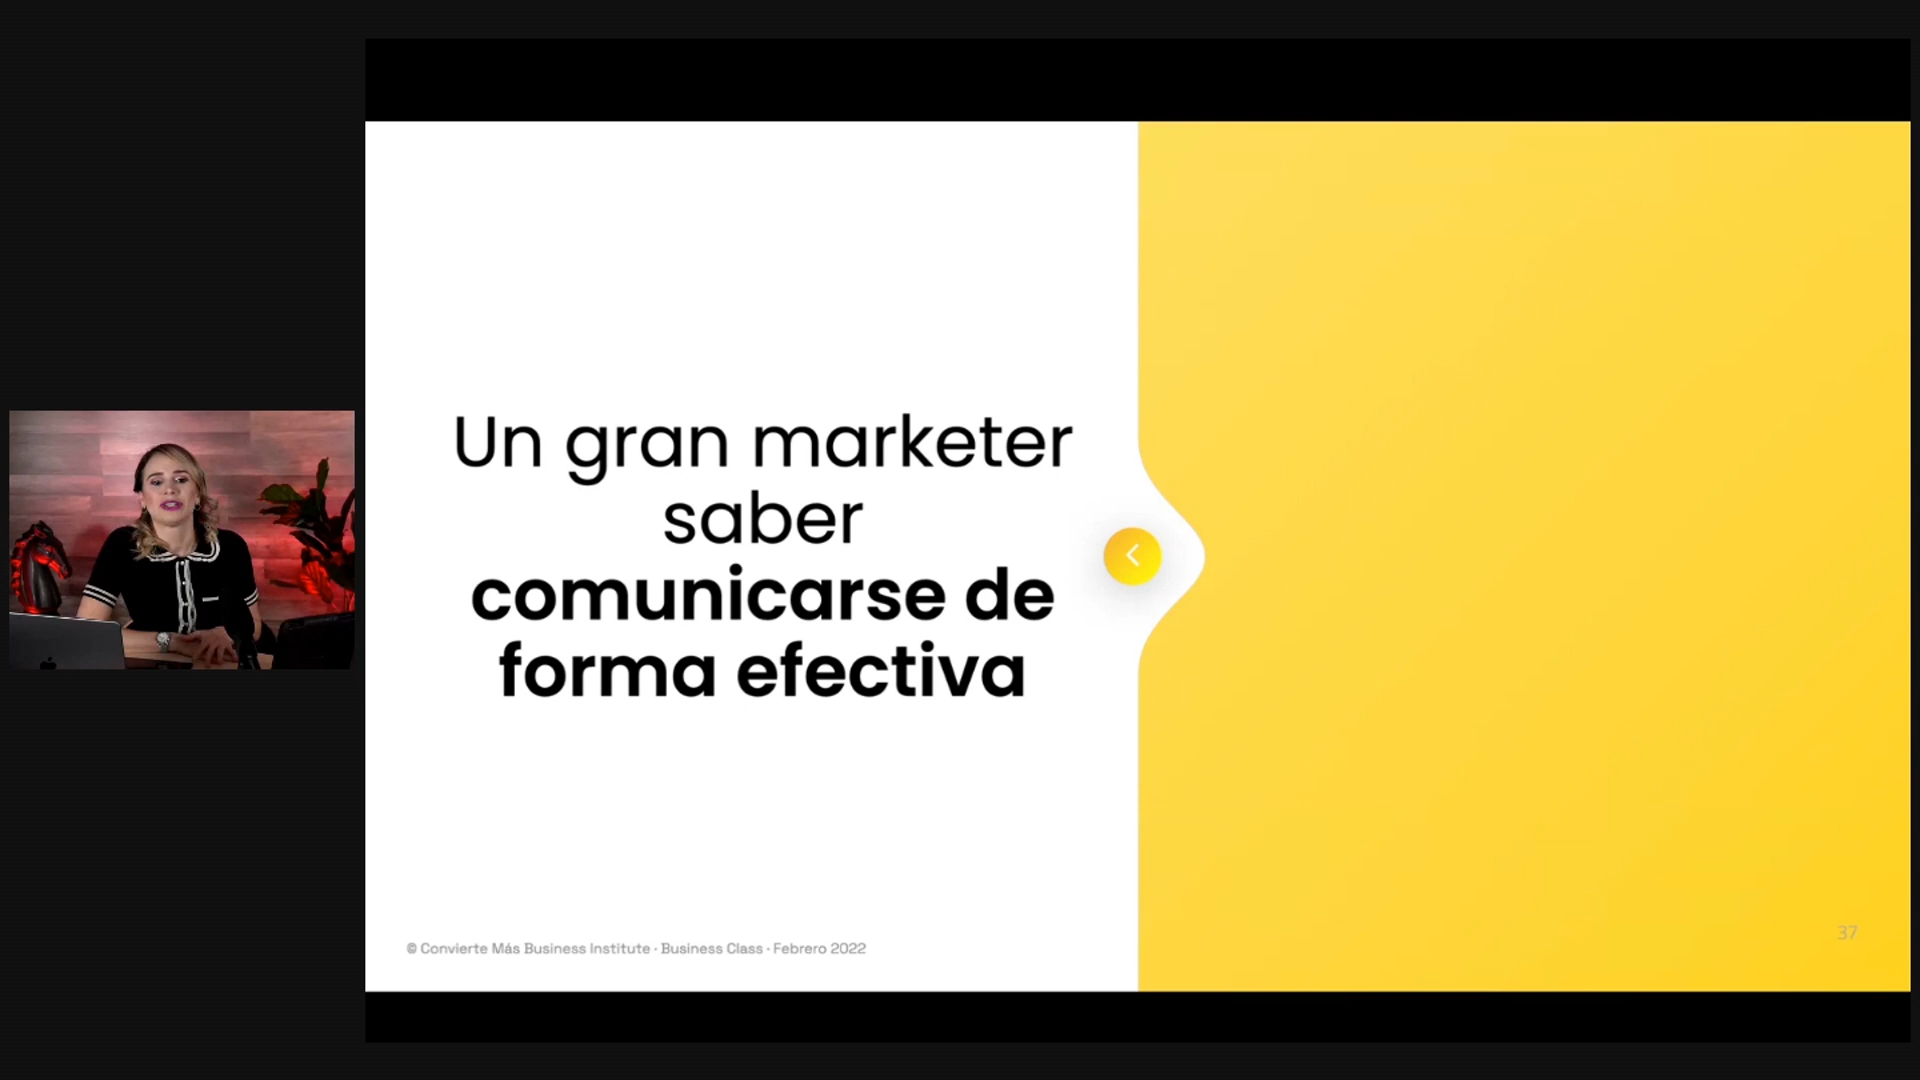 Un gran marketer
saber
comunicarse de
forma efectiva
© Convierte Más Business Institute · Business Class · Febrero 2022
37